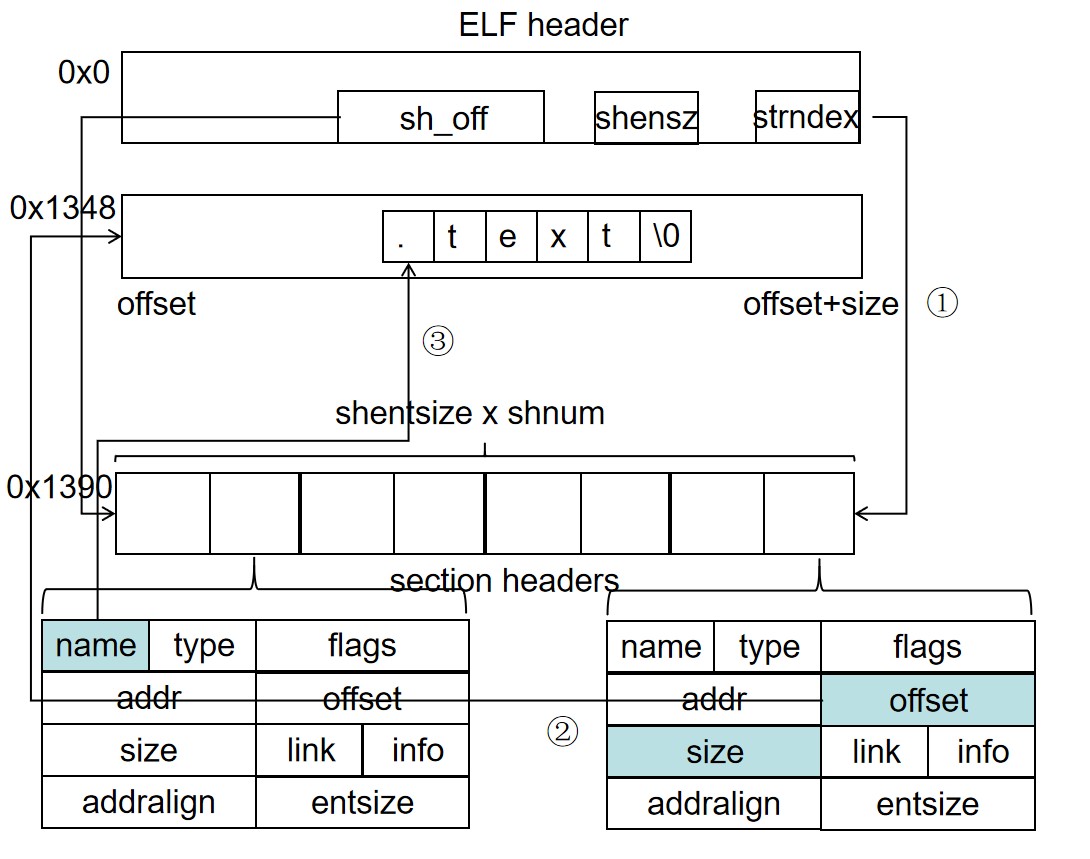 ELF header
0x0
sh_off shensz strndex
0x1348
. t e x t \0
offset offset+size ①
③
shentsize x shnum
0x1390
section headers
name type flags
addr offset
size link info
addralign entsize
②
name type flags
addr offset
size link info
addralign entsize